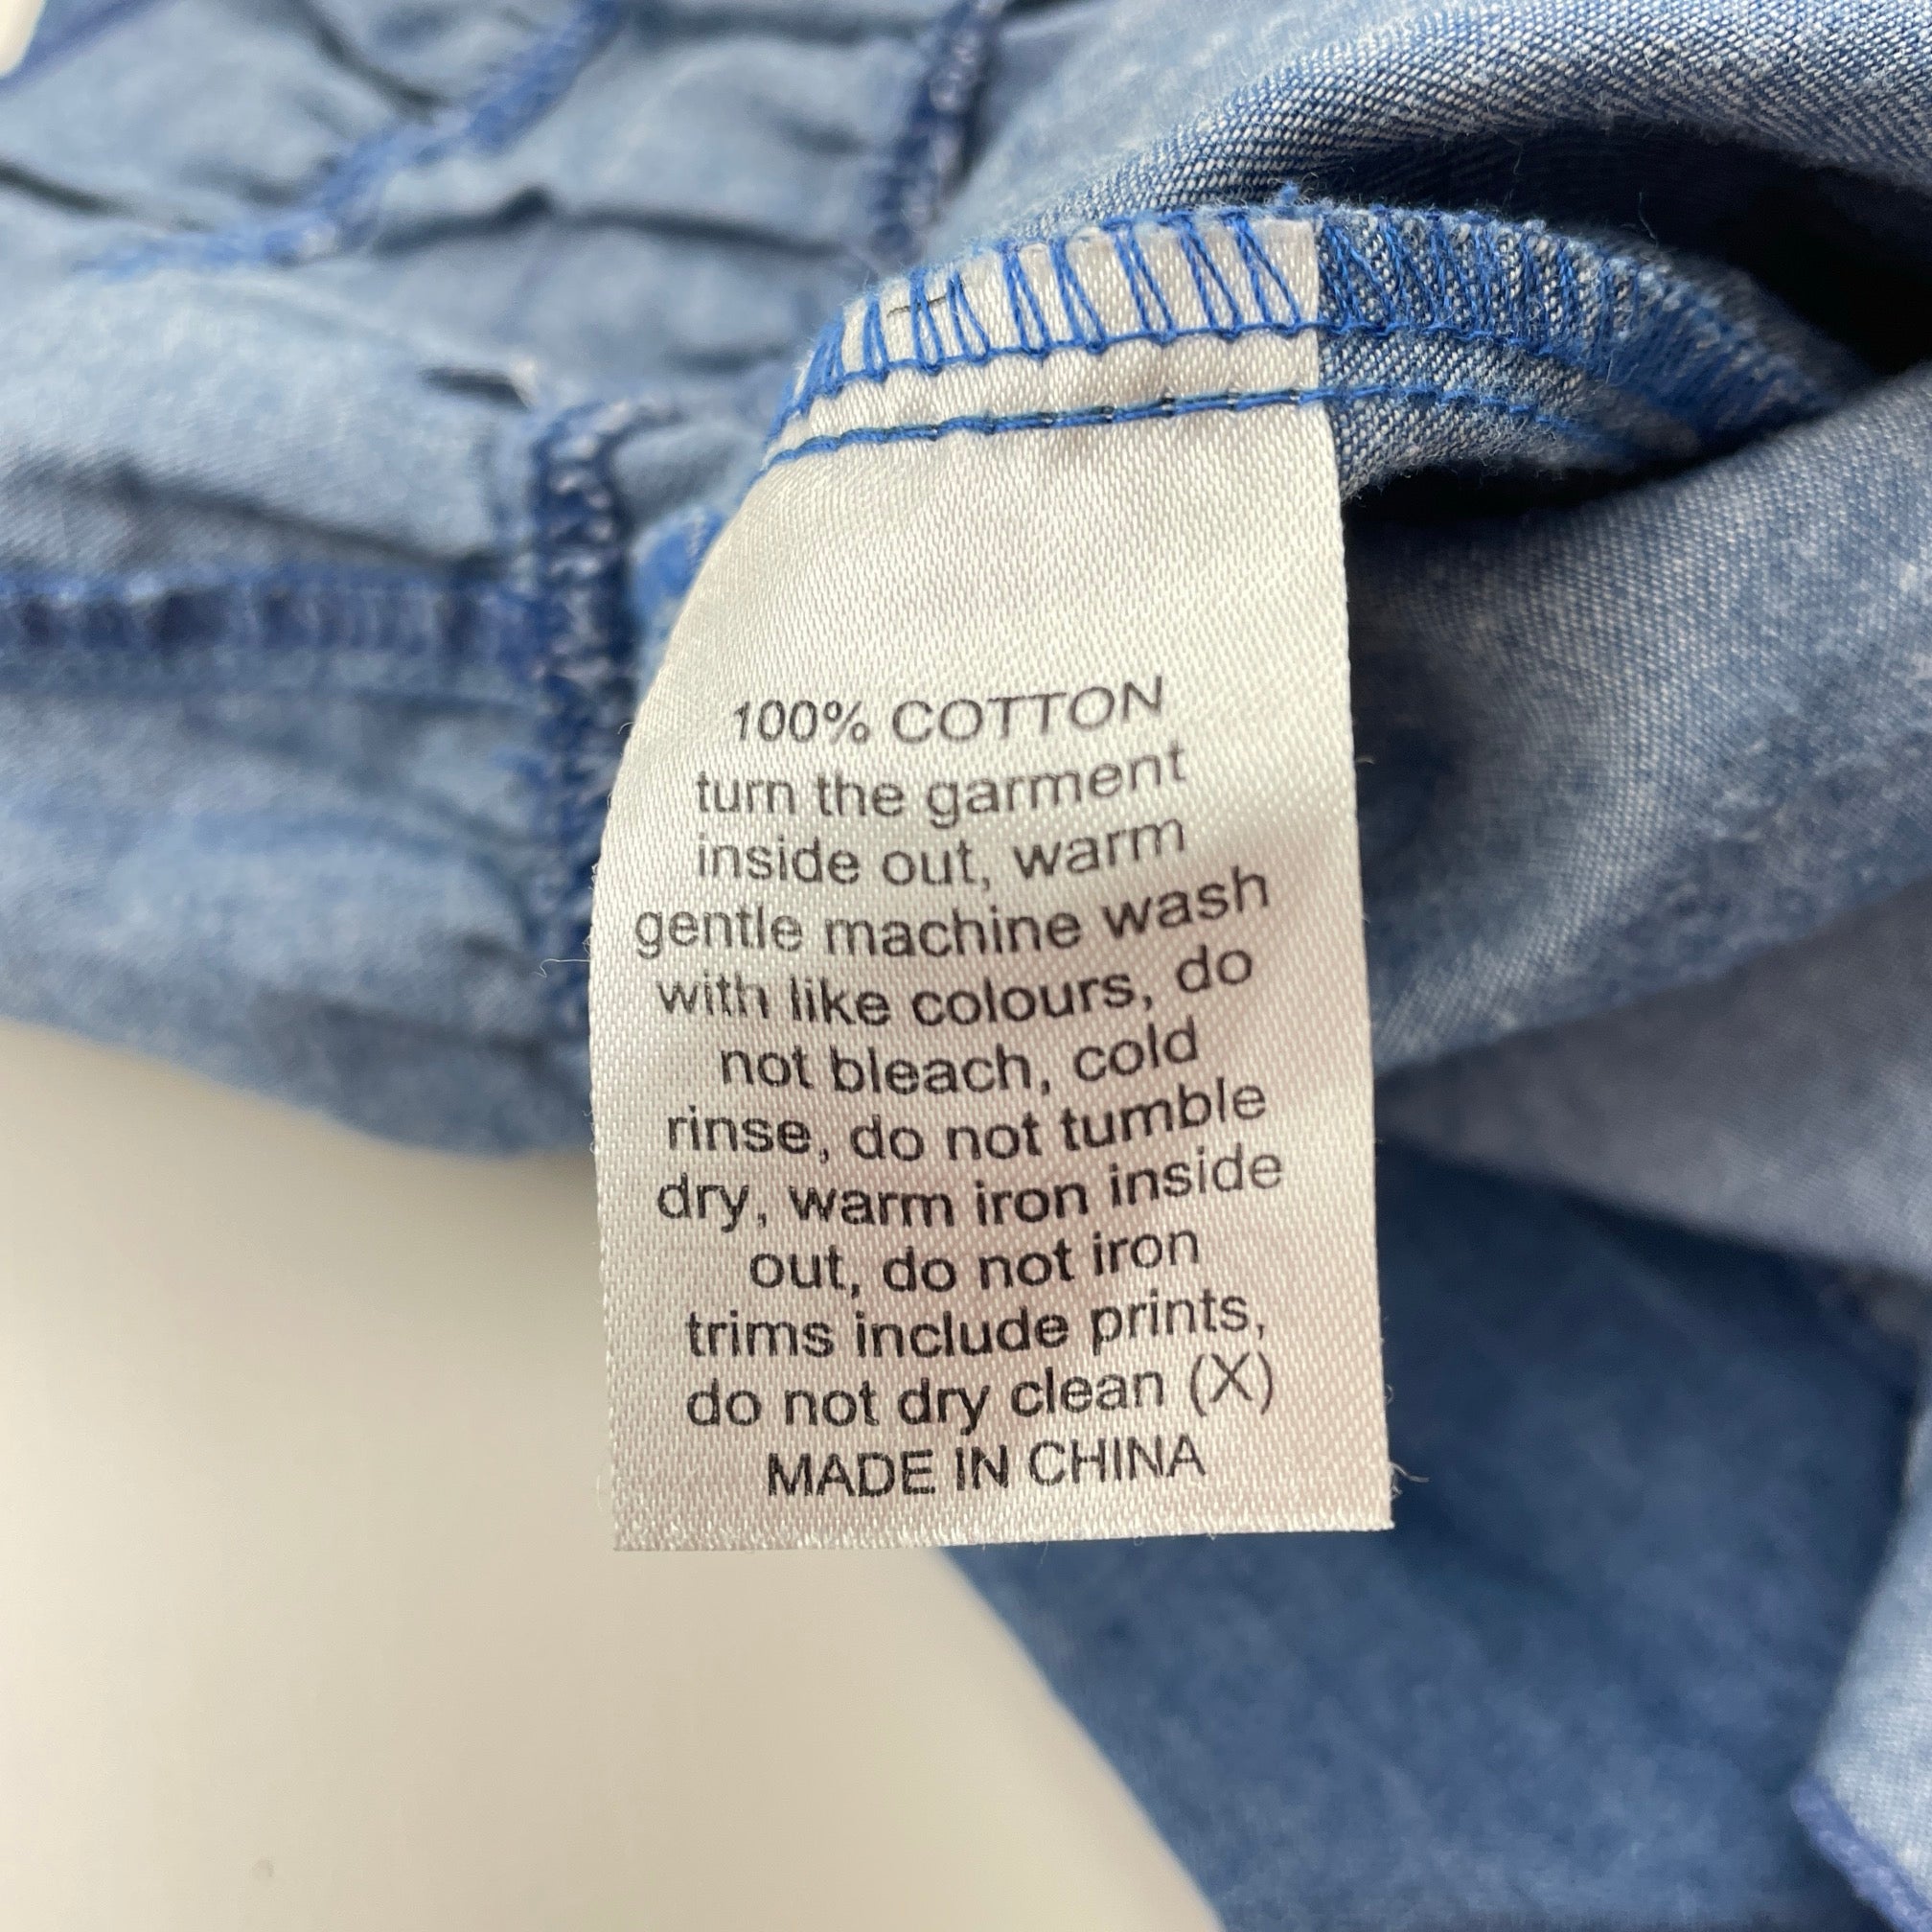 100% COTTON
turn the garment
inside out, warm
gentle machine wash
with like colours, do
not bleach, cold
rinse, do not tumble
dry, warm iron inside
out, do not iron
trims include prints,
do not dry clean (X)
MADE IN CHINA